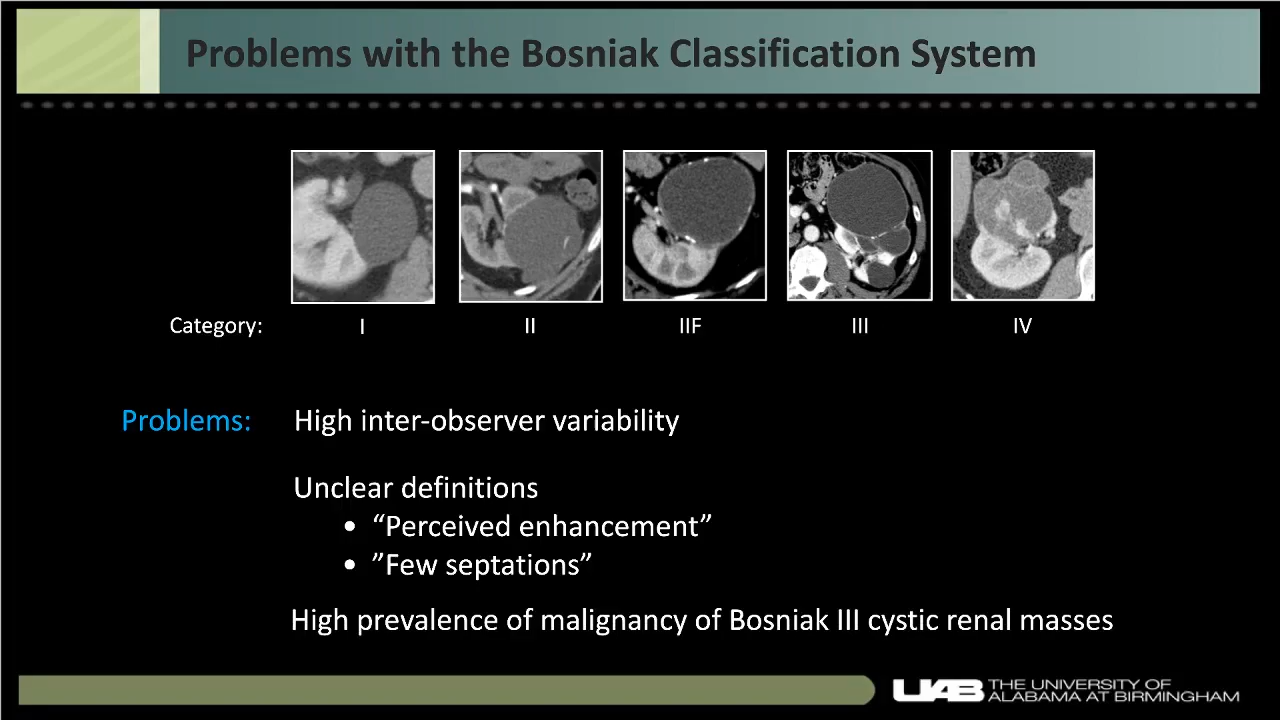 Problems with the Bosniak Classification System
Category: I II IIF III IV
Problems: High inter-observer variability
Unclear definitions
• “Perceived enhancement”
• ”Few septations”
High prevalence of malignancy of Bosniak III cystic renal masses
UAB THE UNIVERSITY OF
ALABAMA AT BIRMINGHAM